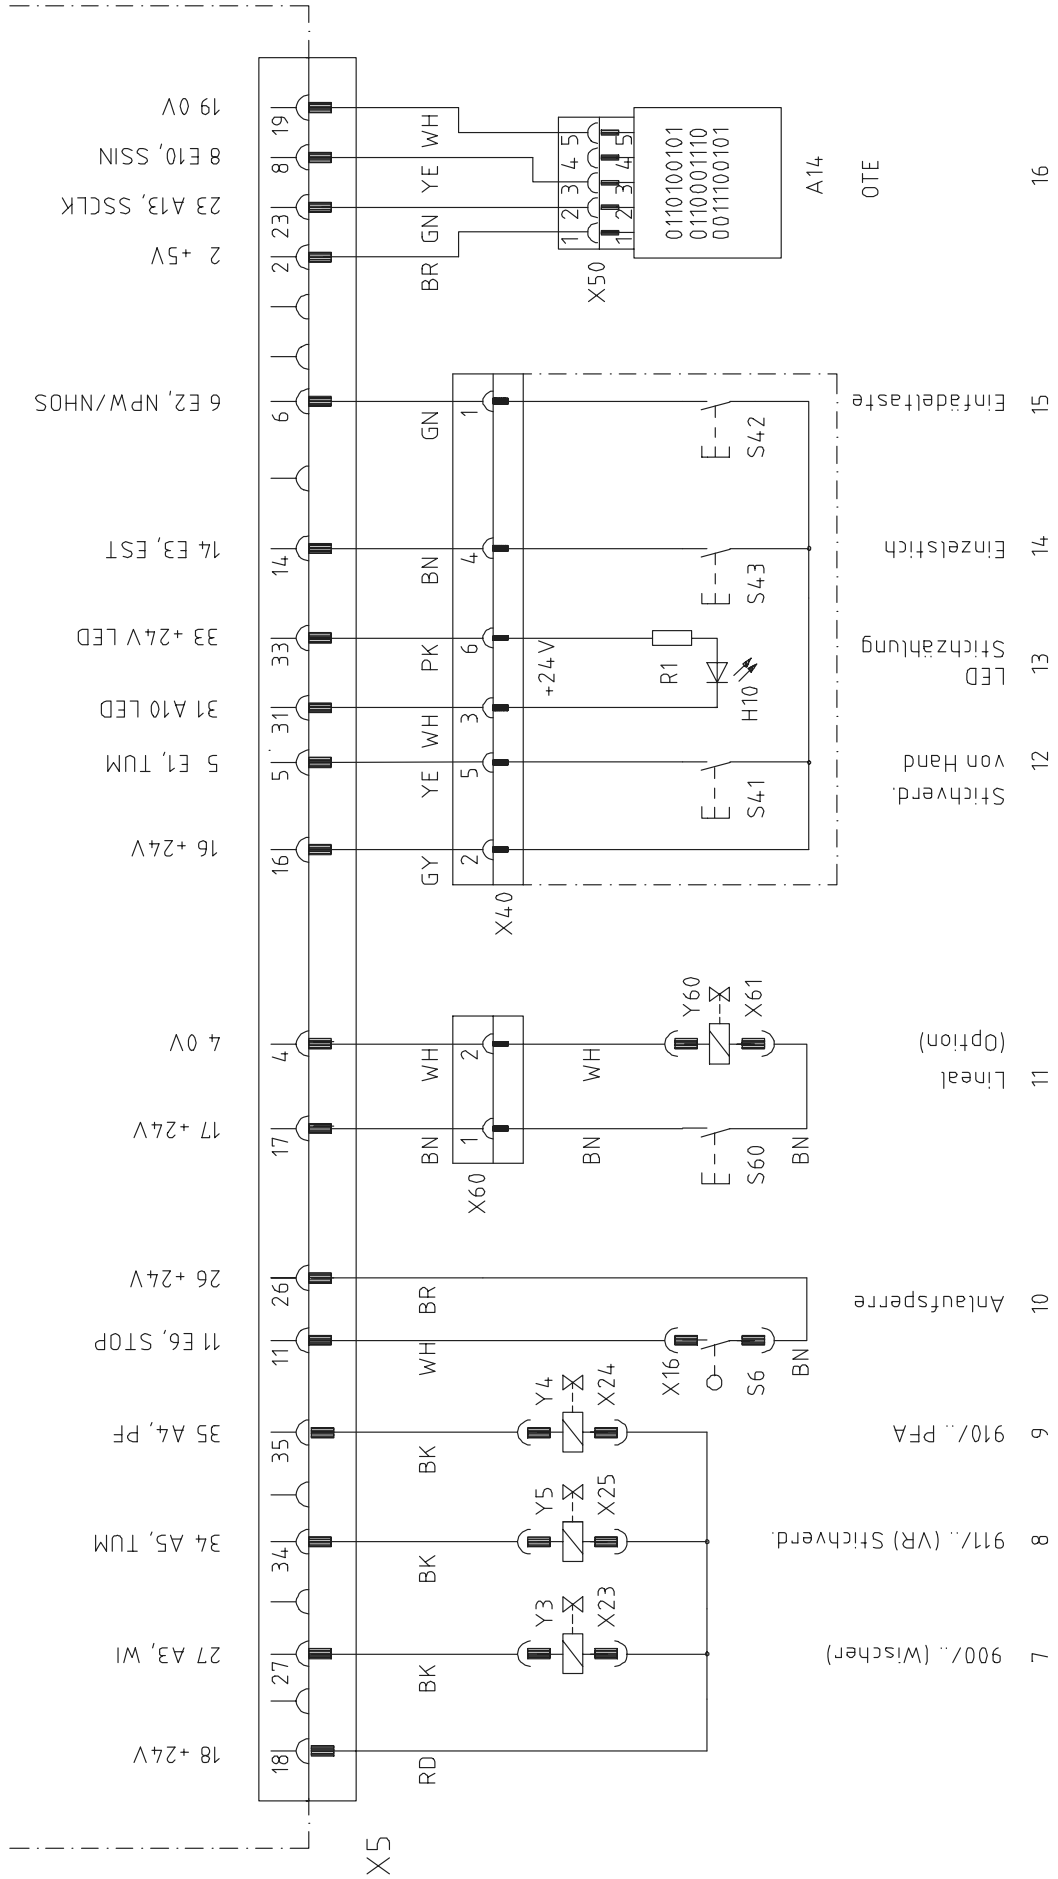 19 0V
8 E10, SSIN
23 A13, SSCLK
2 +5V
6 E2, NPW/NHOS
14 E3, EST
33 +24V LED
31 A10 LED
5 E1, TUM
16 +24V
4 0V
17 +24V
26 +24V
11 E6, STOP
35 A4, PF
34 A5, TUM
27 A3, WI
18 +24V
19
8
23
2
6
14
33
31
5
16
4
17
26
11
35
34
27
18
X5
WH
YE
GN
BR
GN
BN
PK
WH
YE
GY
WH
BN
BR
WH
BK
BK
BK
RD
1 2 3 4 5
1 2 3 4 5
X50
0110100101
0110001110
0011100101
A14
OTE
1
4
6
3
5
2
X40
+24V
R1
H10
S42
S43
S41
2
1
X60
WH
BN
Y60
X61
S60
BN
X16
S6
BN
Y4
X24
Y5
X25
Y3
X23
16
Einfädeltaste
15
Einzelstich
14
LED
Stichzählung
13
Stichverd.
von Hand
12
Lineal
(Option)
11
Anlaufsperre
10
910/.. PFA
9
911/.. (VR) Stichverd.
8
900/.. (Wischer)
7